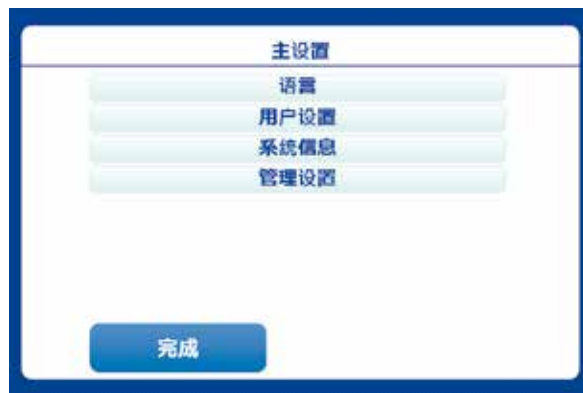 主设置
语言
用户设置
系统信息
管理设置
完成